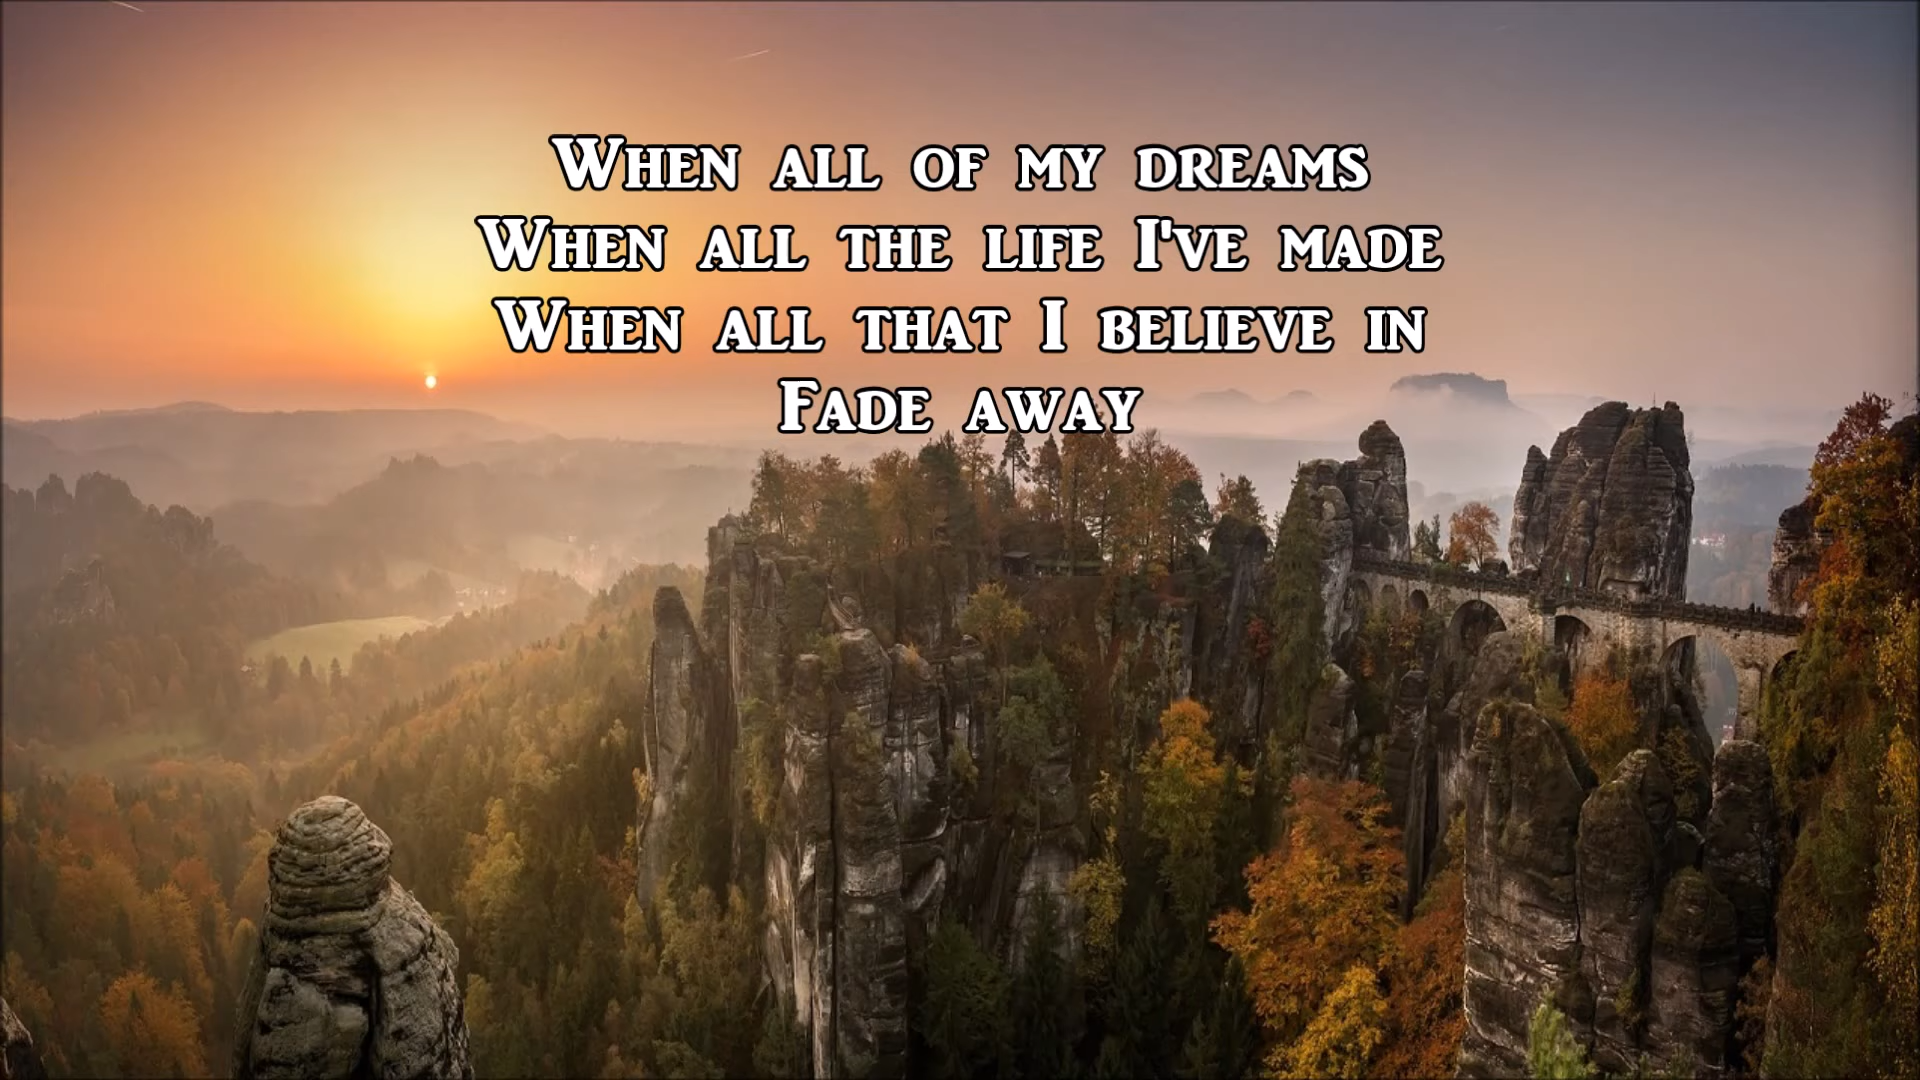 When all of my dreams
When all the life I've made
When all that I believe in
Fade away